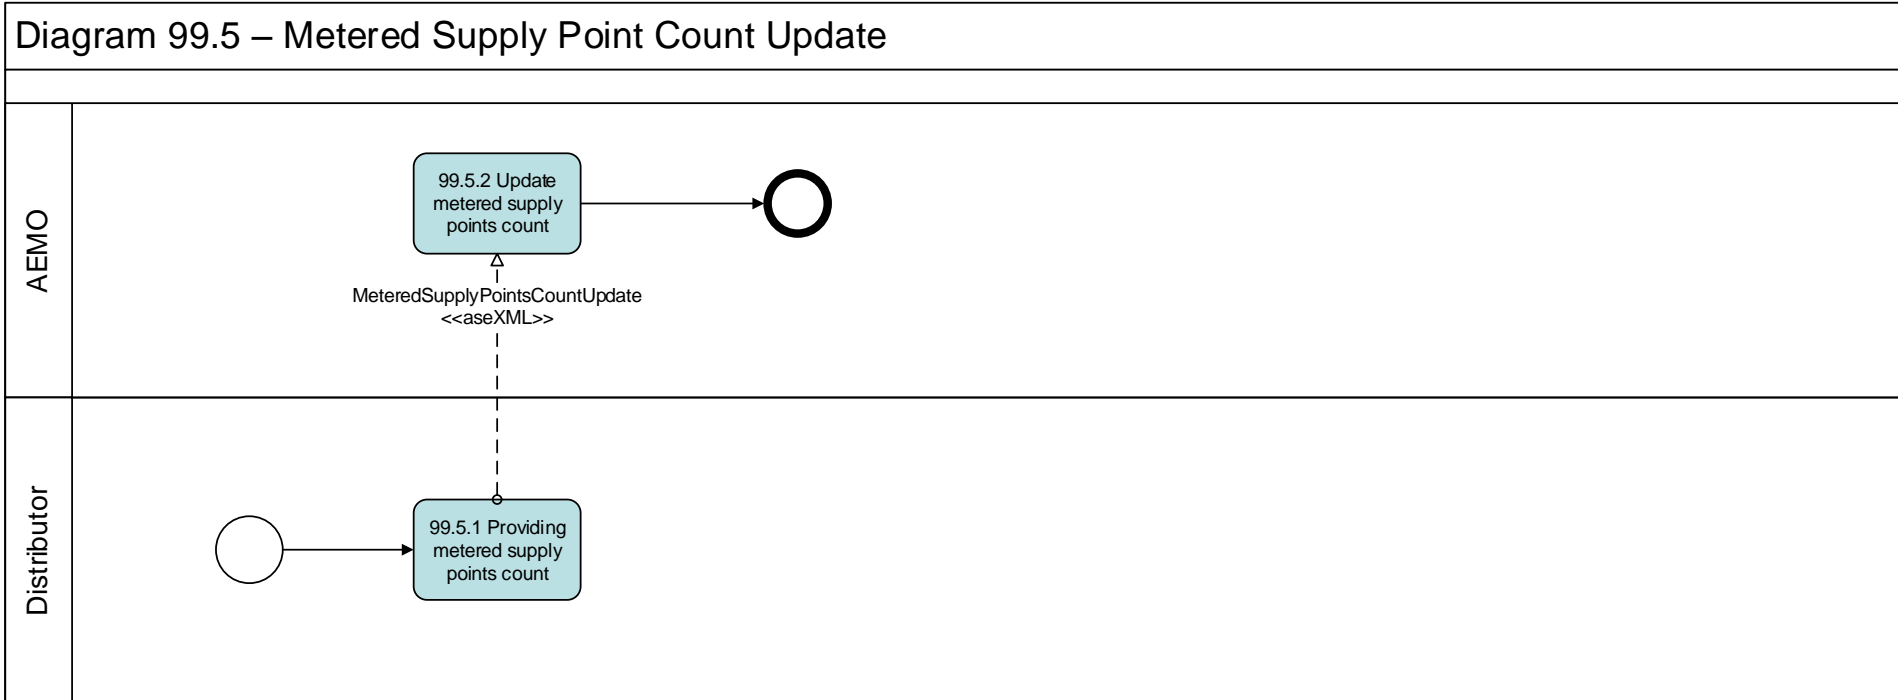 Diagram 99.5 – Metered Supply Point Count Update
AEMO
99.5.2 Update
metered supply
points count
MeteredSupplyPointsCountUpdate
<<aseXML>>
Distributor
99.5.1 Providing
metered supply
points count